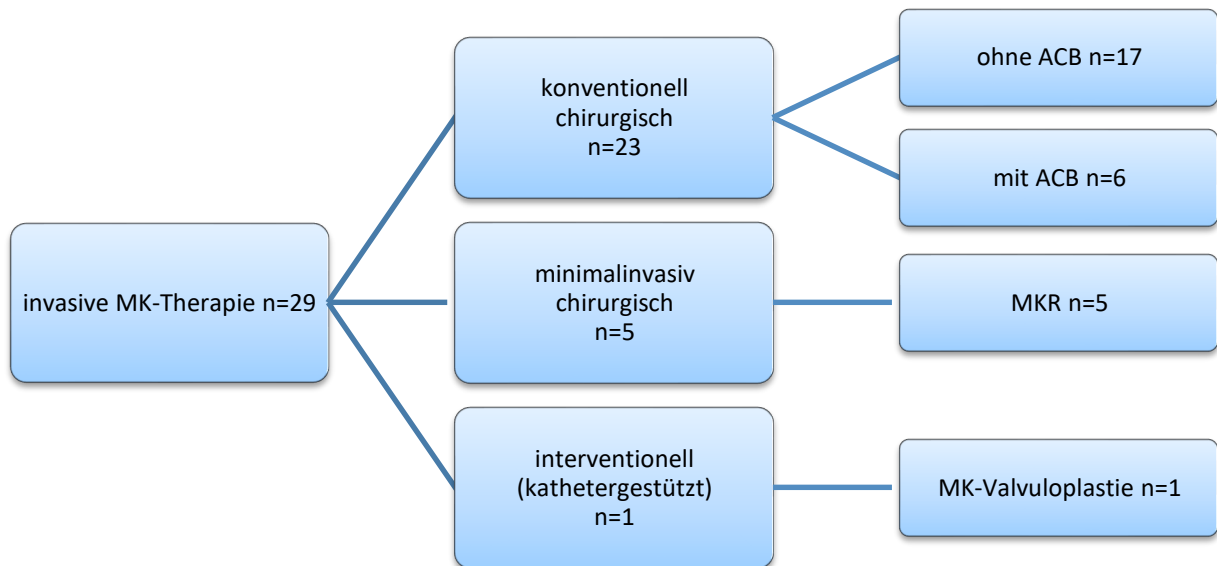 invasive MK-Therapie n=29
konventionell
chirurgisch
n=23
ohne ACB n=17
mit ACB n=6
minimalinvasiv
chirurgisch
n=5
MKR n=5
interventionell
(kathetergestützt)
n=1
MK-Valvuloplastie n=1